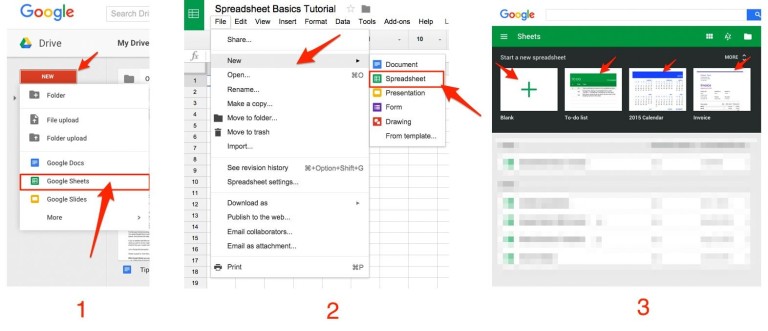 Google
Search Drive
Drive
My Drive
NEW
Folder
File upload
Folder upload
Google Docs
Google Sheets
Google Slides
More
Tip
1
Spreadsheet Basics Tutorial
File Edit View Insert Format Data Tools Add-ons Help
Share...
New
Open... ⌘O
Rename...
Make a copy...
Move to folder...
Move to trash
Import...
See revision history ⌘+Option+Shift+G
Spreadsheet settings...
Download as
Publish to the web...
Email collaborators...
Email as attachment...
Print ⌘P
Document
Spreadsheet
Presentation
Form
Drawing
From template...
fx
10
1
2
3
4
5
6
7
8
9
10
11
12
13
14
15
16
17
18
19
2
Google
Sheets
Start a new spreadsheet
MORE
Blank
To-do list
2015 Calendar
Invoice
3